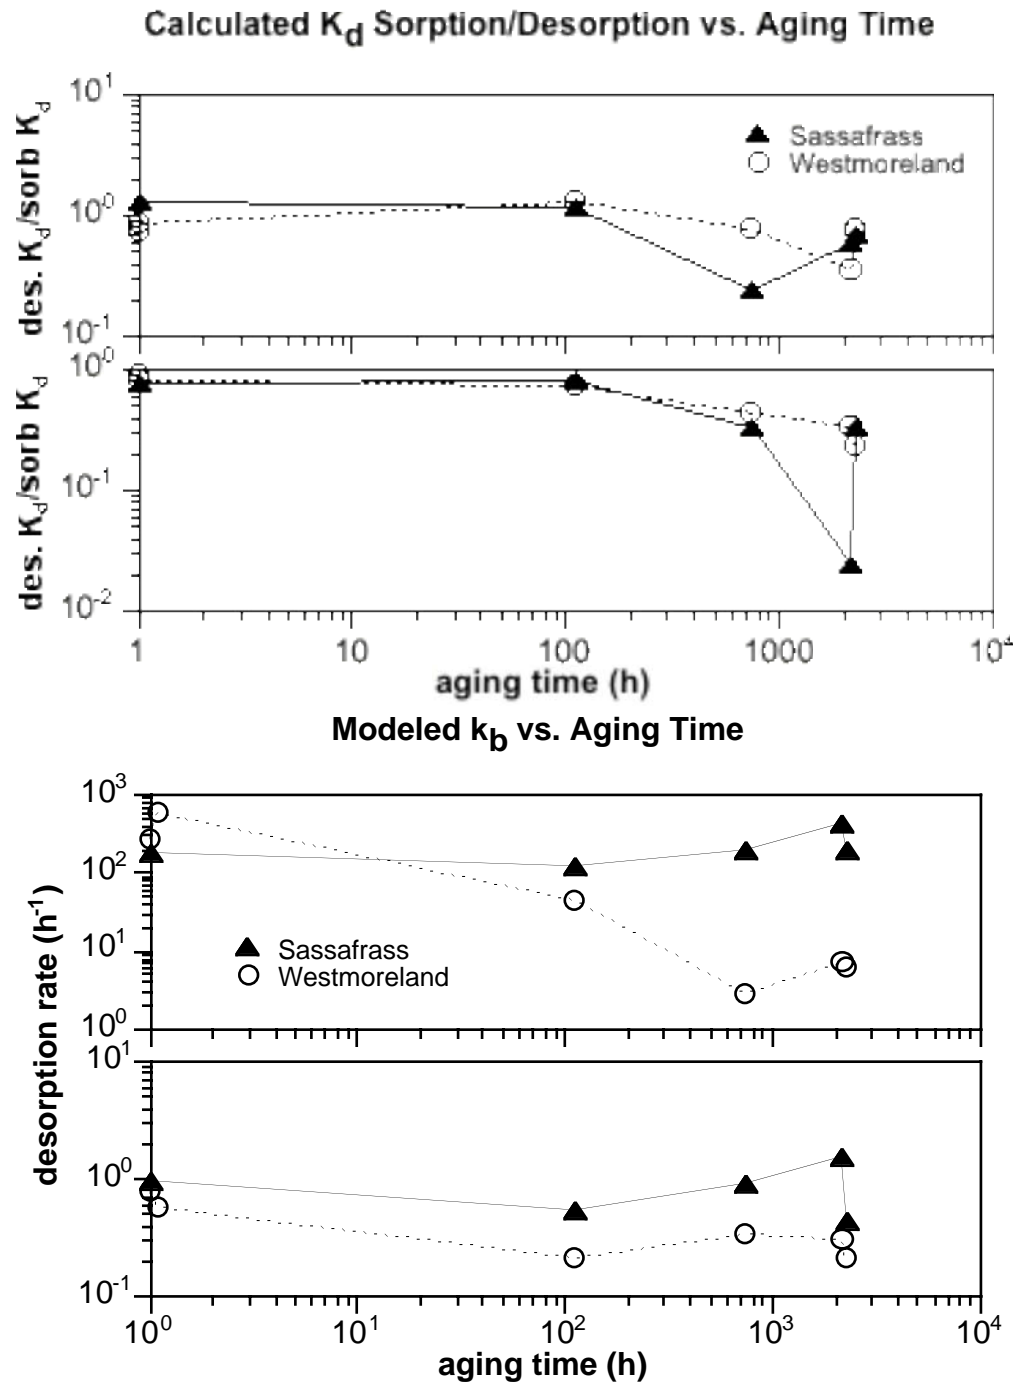 Calculated K_d Sorption/Desorption vs. Aging Time
10^1
10^0
10^-1
des. K_d/sorb K_d
Sassafrass
Westmoreland
10^0
10^-1
10^-2
des. K_d/sorb K_d
1 10 100 1000 10^4
aging time (h)
Modeled k_b vs. Aging Time
10^3
10^2
10^1
10^0
Sassafrass
Westmoreland
desorption rate (h^-1)
10^1
10^0
10^-1
10^0 10^1 10^2 10^3 10^4
aging time (h)